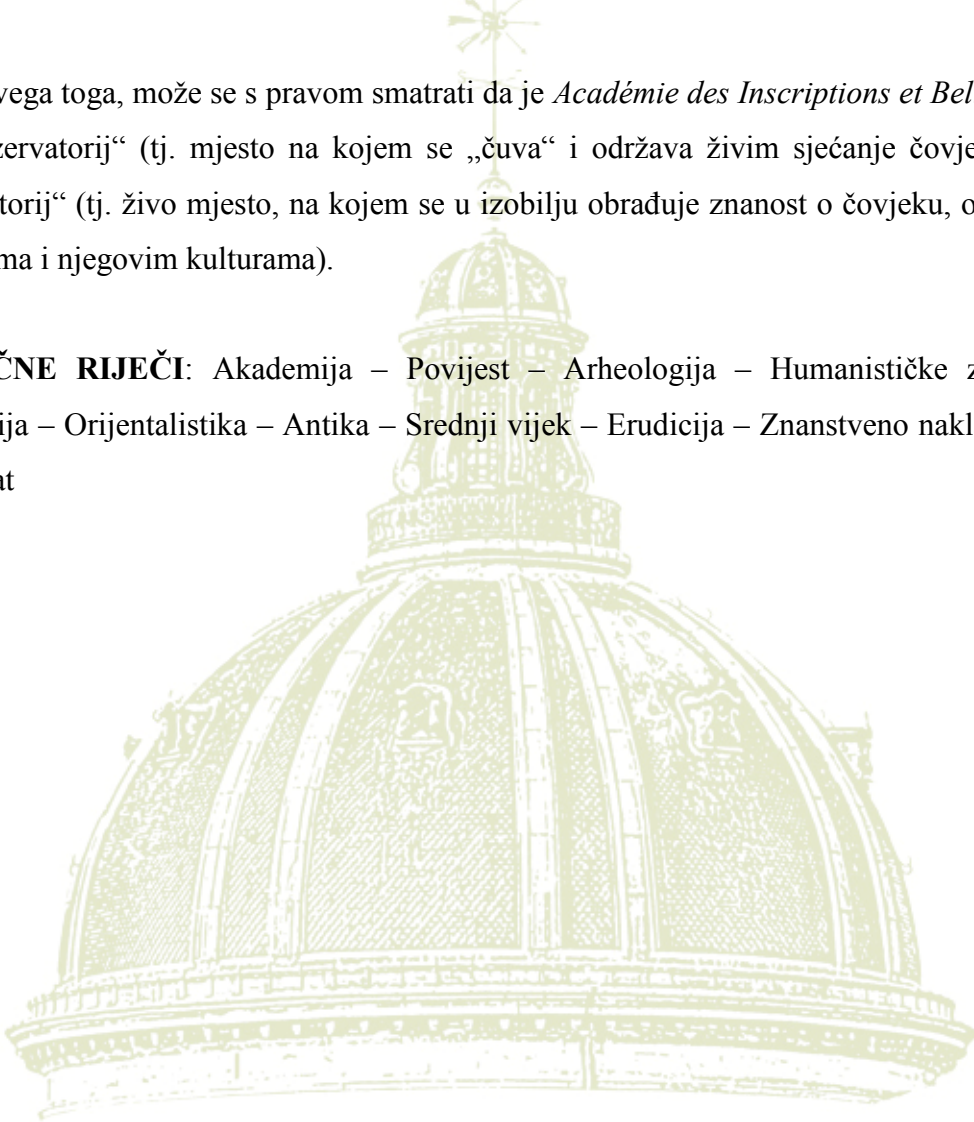 vega toga, može se s pravom smatrati da je Académie des Inscriptions et Bel
zervatorij“ (tj. mjesto na kojem se „čuva“ i održava živim sjećanje čovje
torij“ (tj. živo mjesto, na kojem se u izobilju obrađuje znanost o čovjeku, o
ma i njegovim kulturama).
ČNE RIJEČI: Akademija – Povijest – Arheologija – Humanističke z
ija – Orijentalistika – Antika – Srednji vijek – Erudicija – Znanstveno nakl
at